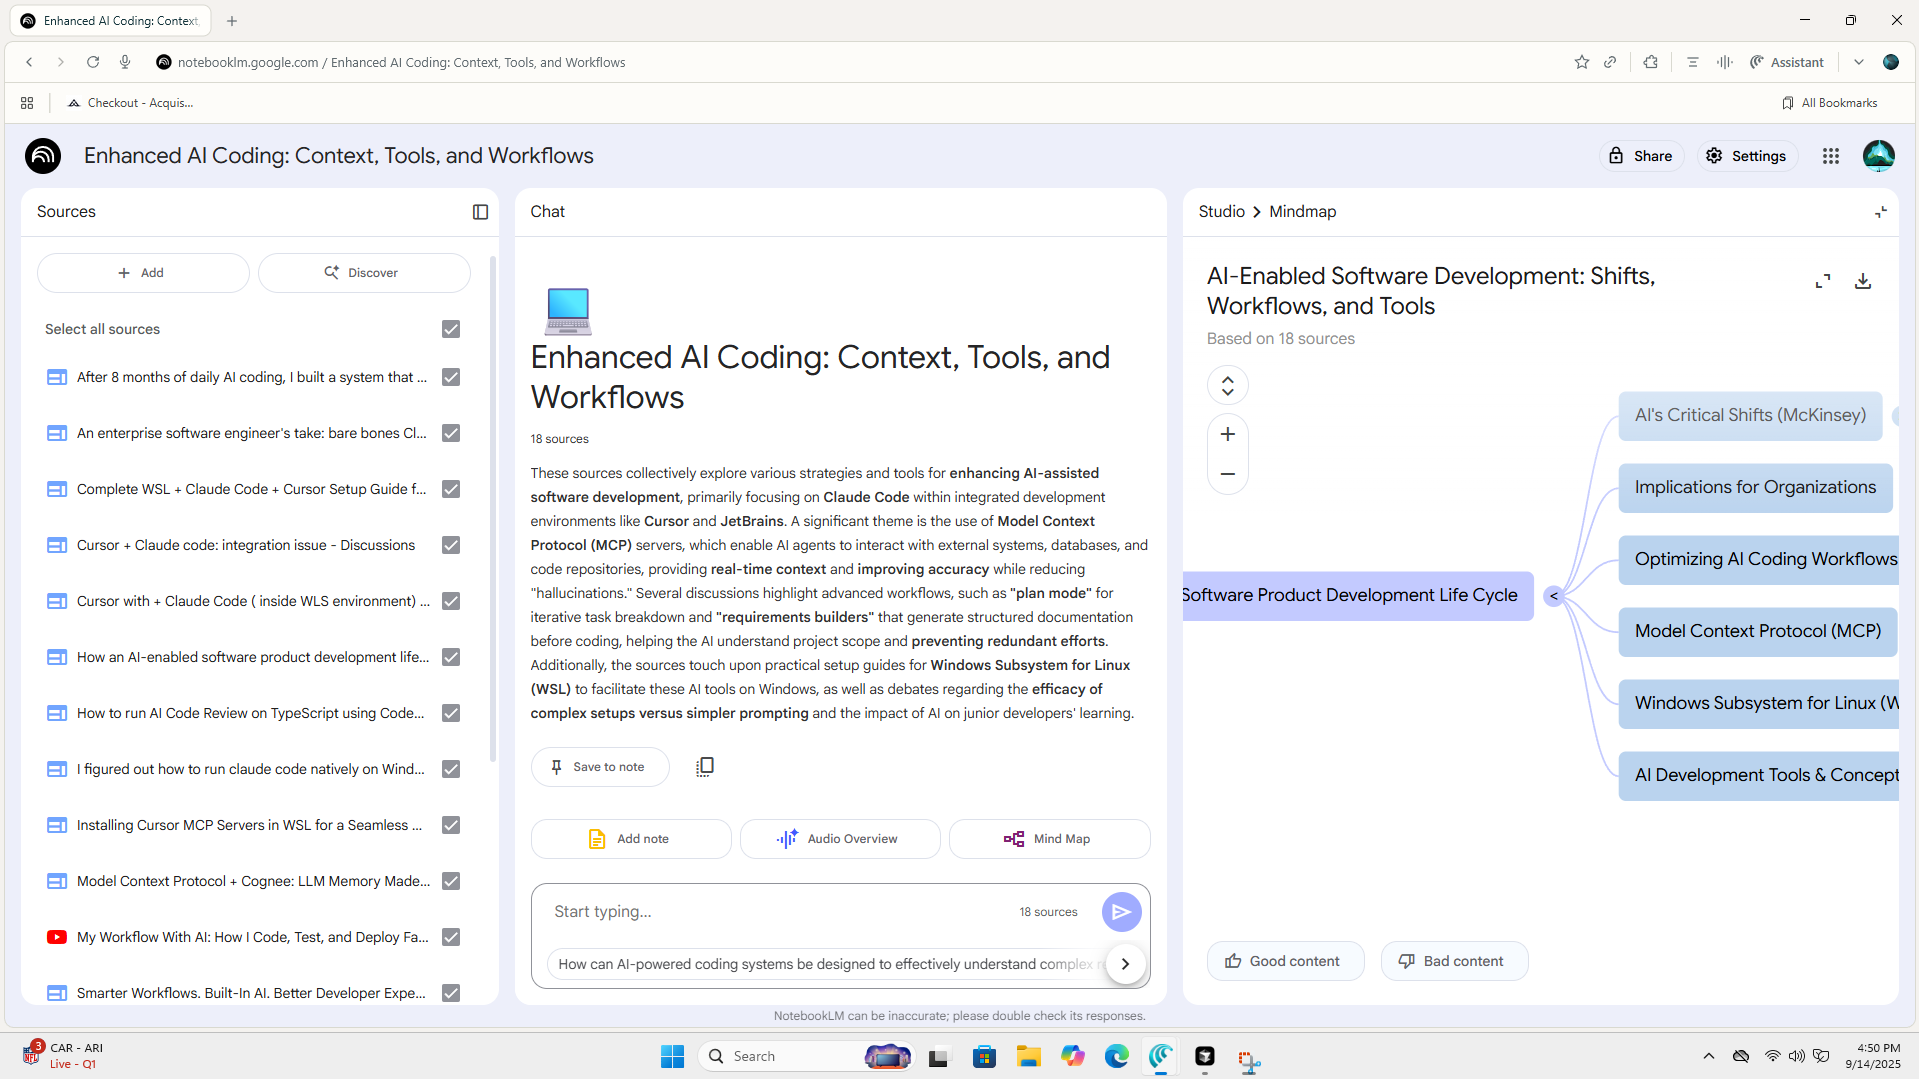 Enhanced AI Coding: Context,
notebooklm.google.com / Enhanced AI Coding: Context, Tools, and Workflows
Assistant
Checkout - Acquis...
All Bookmarks
Enhanced AI Coding: Context, Tools, and Workflows
Share
Settings
Sources
Add
Discover
Select all sources
After 8 months of daily AI coding, I built a system that ...
An enterprise software engineer's take: bare bones Cl...
Complete WSL + Claude Code + Cursor Setup Guide f...
Cursor + Claude code: integration issue - Discussions
Cursor with + Claude Code ( inside WLS environment) ...
How an AI-enabled software product development life...
How to run AI Code Review on TypeScript using Code...
I figured out how to run claude code natively on Wind...
Installing Cursor MCP Servers in WSL for a Seamless ...
Model Context Protocol + Cognee: LLM Memory Made...
My Workflow With AI: How I Code, Test, and Deploy Fa...
Smarter Workflows. Built-In AI. Better Developer Expe...
Chat
Enhanced AI Coding: Context, Tools, and
Workflows
18 sources
These sources collectively explore various strategies and tools for enhancing AI-assisted
software development, primarily focusing on Claude Code within integrated development
environments like Cursor and JetBrains. A significant theme is the use of Model Context
Protocol (MCP) servers, which enable AI agents to interact with external systems, databases, and
code repositories, providing real-time context and improving accuracy while reducing
"hallucinations." Several discussions highlight advanced workflows, such as "plan mode" for
iterative task breakdown and "requirements builders" that generate structured documentation
before coding, helping the AI understand project scope and preventing redundant efforts.
Additionally, the sources touch upon practical setup guides for Windows Subsystem for Linux
(WSL) to facilitate these AI tools on Windows, as well as debates regarding the efficacy of
complex setups versus simpler prompting and the impact of AI on junior developers' learning.
Save to note
Add note
Audio Overview
Mind Map
Start typing...
18 sources
How can AI-powered coding systems be designed to effectively understand complex
NotebookLM can be inaccurate; please double check its responses.
Studio > Mindmap
AI-Enabled Software Development: Shifts,
Workflows, and Tools
Based on 18 sources
Software Product Development Life Cycle
<
AI's Critical Shifts (McKinsey)
Implications for Organizations
Optimizing AI Coding Workflows
Model Context Protocol (MCP)
Windows Subsystem for Linux (W
AI Development Tools & Concept
Good content
Bad content
3
CAR - ARI
Live - Q1
Search
4:50 PM
9/14/2025